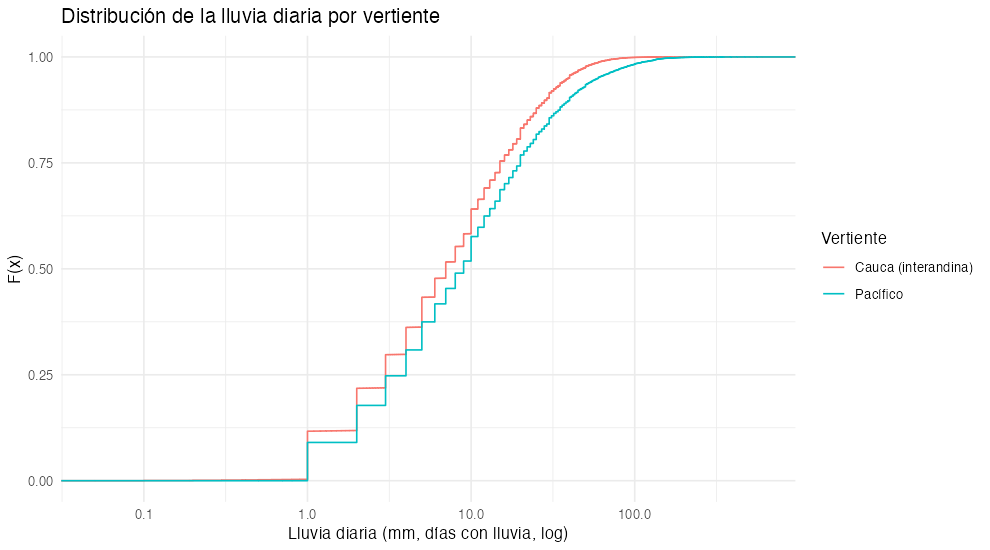 Distribución de la lluvia diaria por vertiente
1.00
0.75
0.50
0.25
0.00
F(x)
0.1
1.0
10.0
100.0
Lluvia diaria (mm, días con lluvia, log)
Vertiente
Cauca (interandina)
Pacífico